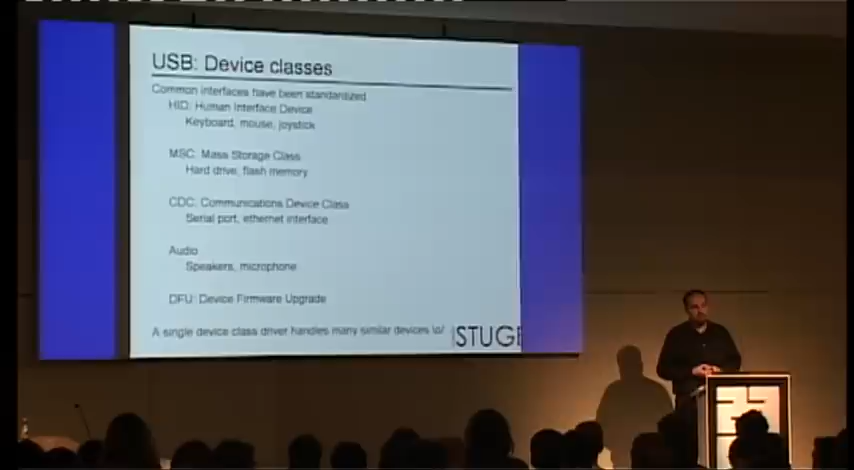 USB: Device classes
Common interfaces have been standardized
HID: Human Interface Device
Keyboard, mouse, joystick
MSC: Mass Storage Class
Hard drive, flash memory
CDC: Communications Device Class
Serial port, ethernet interface
Audio
Speakers, microphone
DFU: Device Firmware Upgrade
A single device class driver handles many similar devices \o/
STUGE